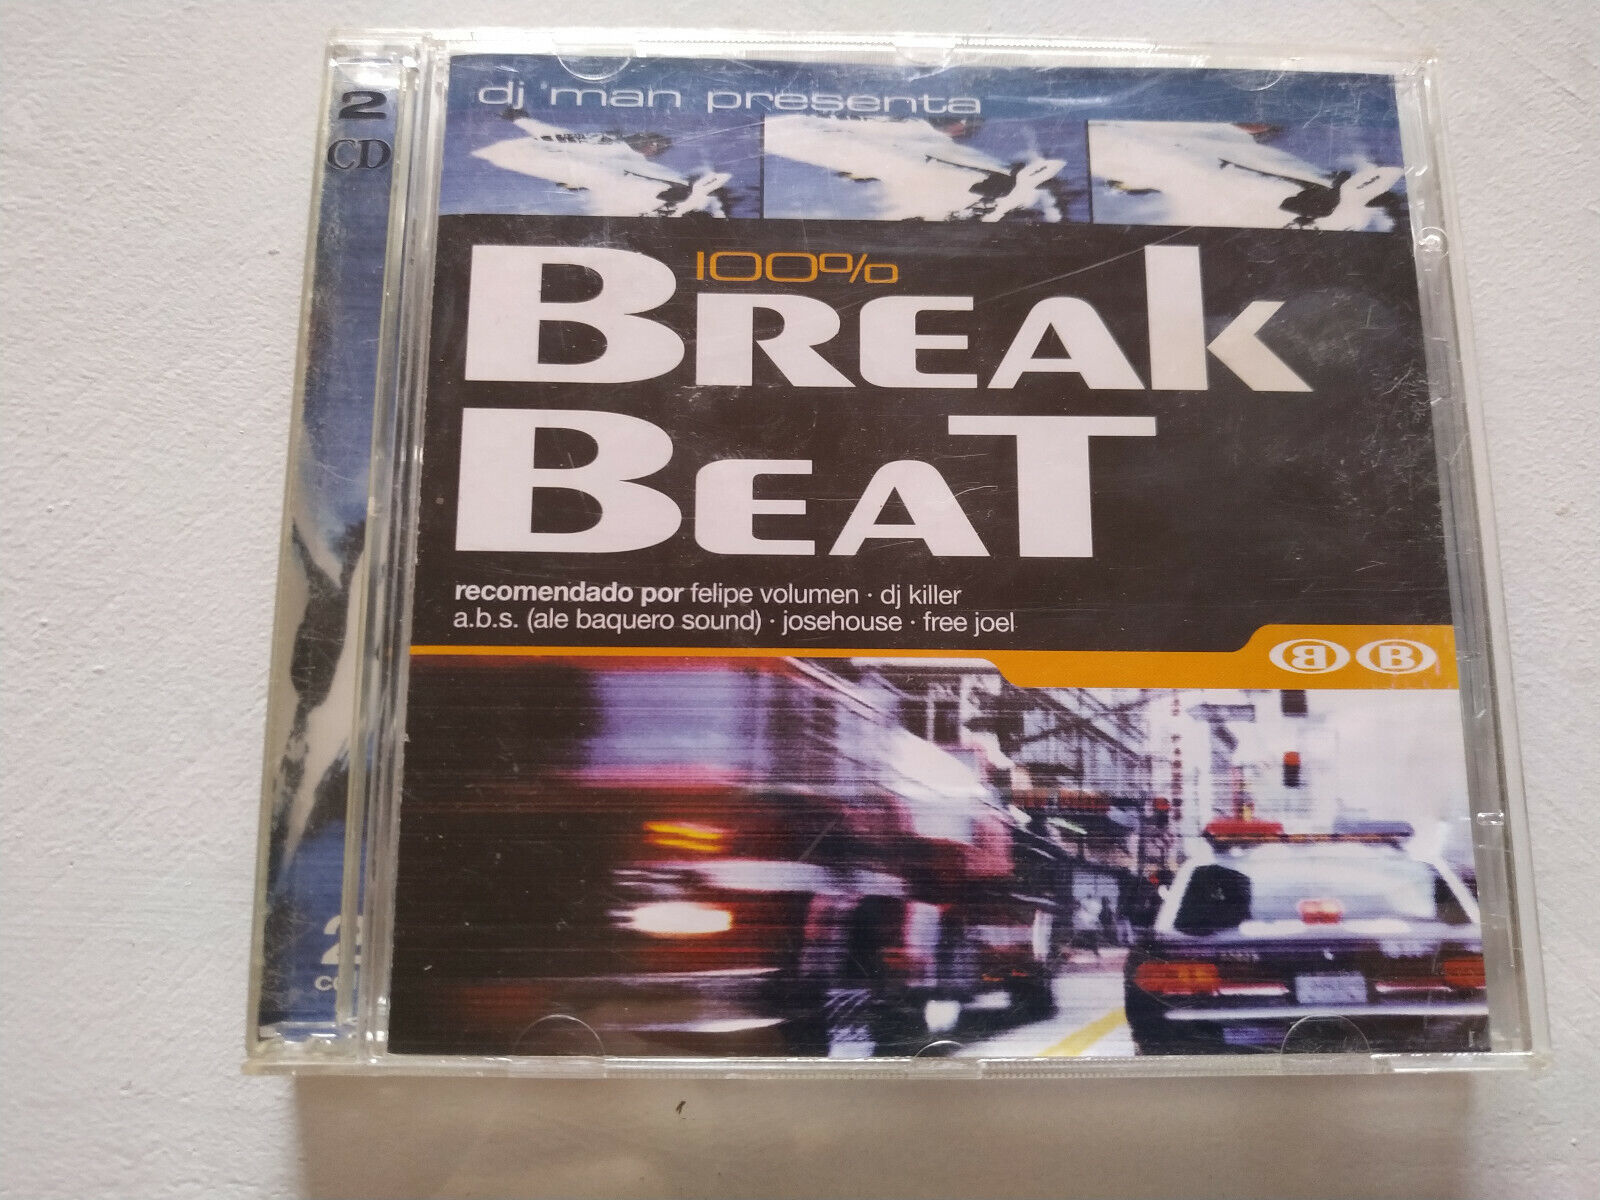 dj man presenta
2
CD
100%
BREAk
BEAT
recomendado por felipe volumen · dj killer
a.b.s. (ale baquero sound) · josehouse · free joel
B B
2